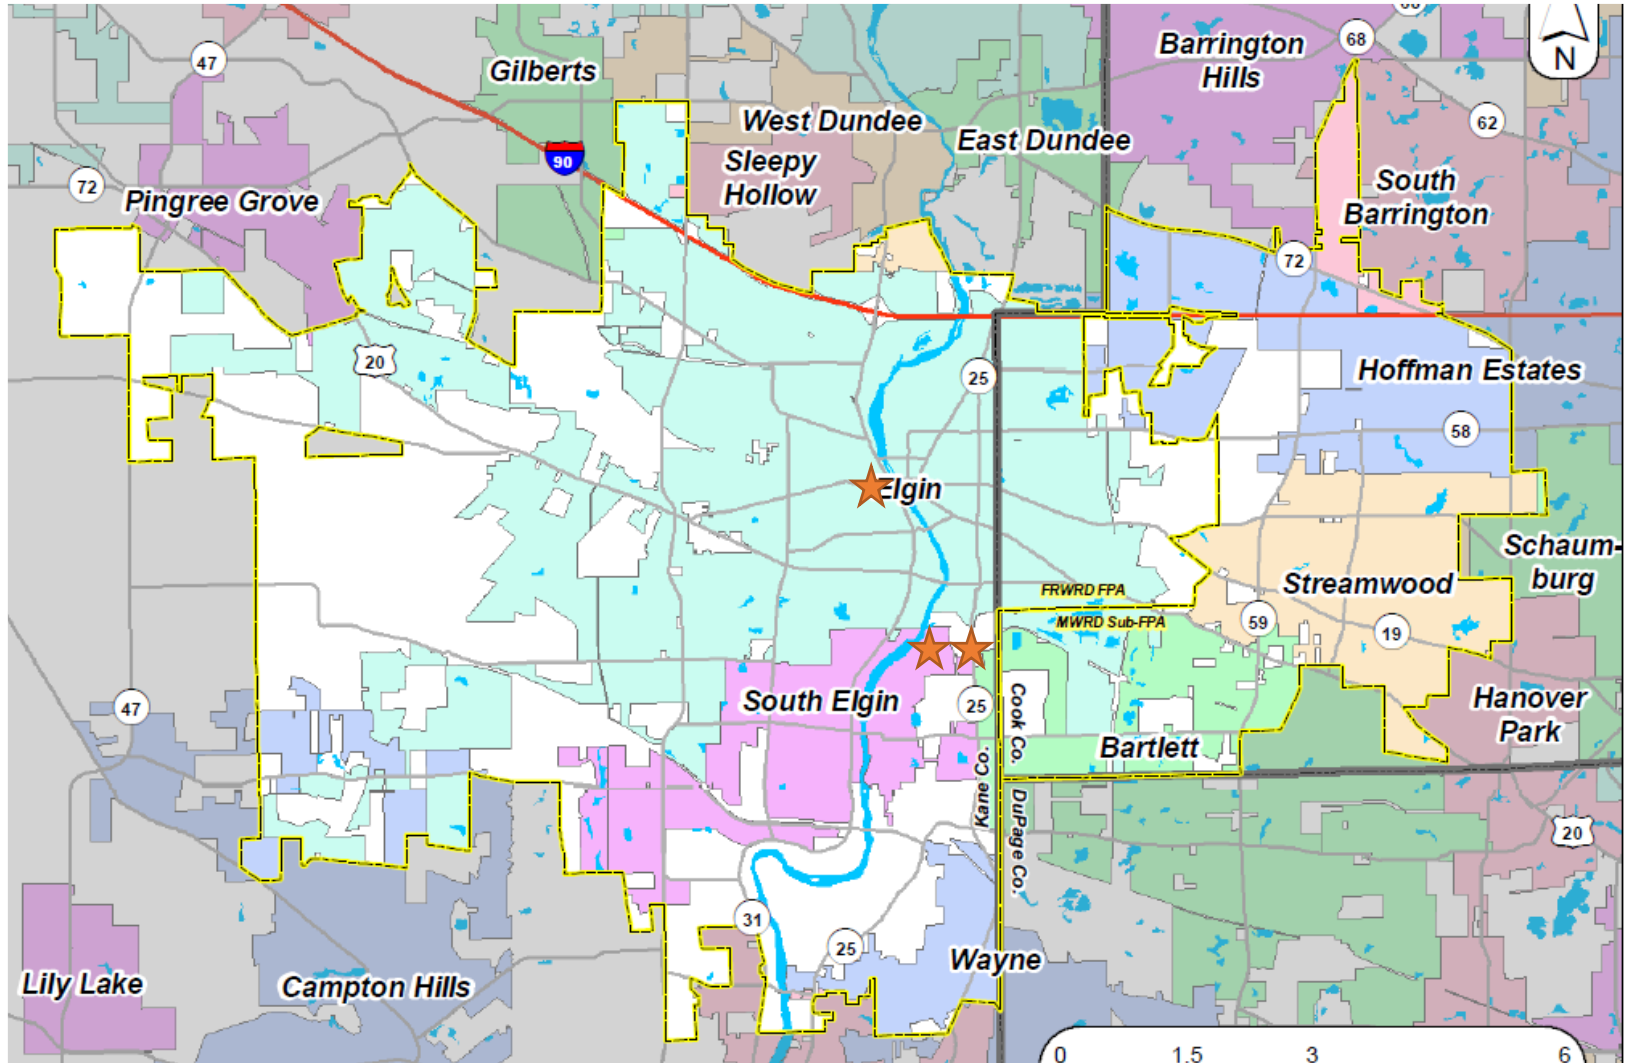 68
47
Gilberts
Barrington
Hills
N
West Dundee
62
East Dundee
90
Sleepy
Hollow
72
Pingree Grove
South
Barrington
72
20
25
Hoffman Estates
58
Elgin
Schaum-
burg
FRWRD FPA
Streamwood
MWRD Sub-FPA
59
19
South Elgin
25
47
Cook Co.
Hanover
Park
Bartlett
Kane Co.
DuPage Co.
20
31
25
Wayne
Lily Lake
Campton Hills
0
1.5
3
6